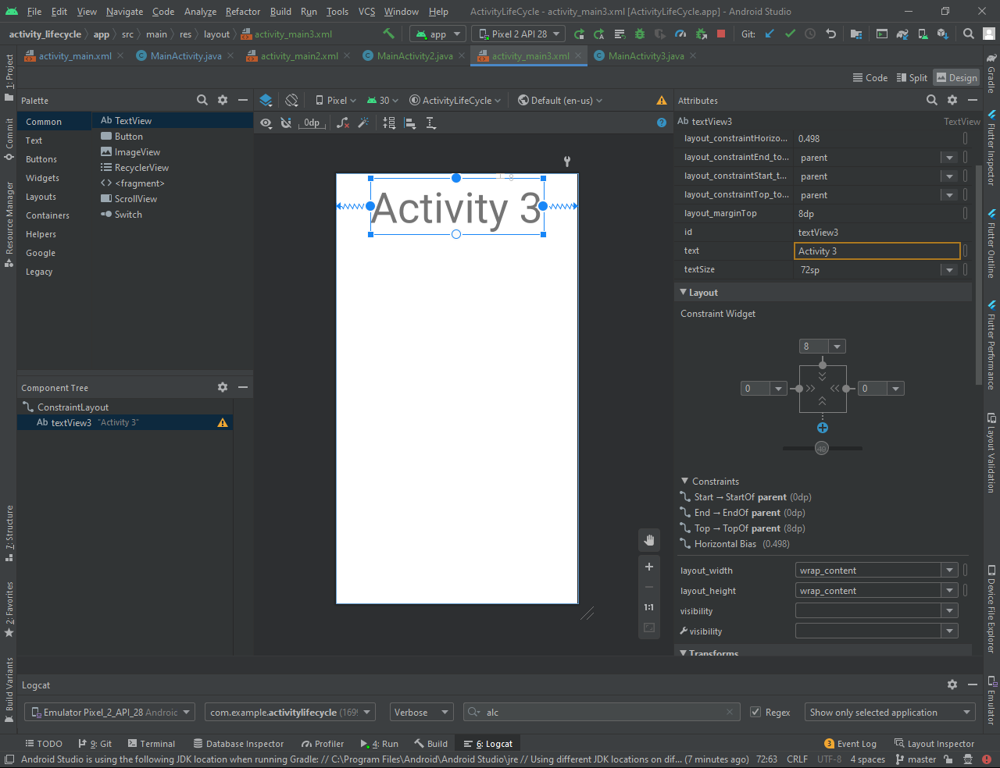 File Edit View Navigate Code Analyze Refactor Build Run Tools VCS Window Help ActivityLifeCycle - activity_main3.xml [ActivityLifeCycle.app] - Android Studio
activity_lifecycle app src main res layout activity_main3.xml app Pixel 2 API 28 Git:
activity_main.xml MainActivity.java activity_main2.xml MainActivity2.java activity_main3.xml MainActivity3.java
Code Split Design
Palette
Pixel 30 ActivityLifeCycle Default (en-us)
Attributes
Common
Text
Buttons
Widgets
Layouts
Containers
Helpers
Google
Legacy
Ab TextView
Button
ImageView
RecyclerView
<fragment>
ScrollView
Switch
0dp
Activity 3
8
1:1
Component Tree
ConstraintLayout
Ab textView3 "Activity 3"
Ab textView3 TextView
layout_constraintHorizo... 0.498
layout_constraintEnd_to... parent
layout_constraintStart_t... parent
layout_constraintTop_to... parent
layout_marginTop 8dp
id textView3
text Activity 3
textSize 72sp
Layout
Constraint Widget
8
0 0
49
Constraints
Start → StartOf parent (0dp)
End → EndOf parent (0dp)
Top → TopOf parent (8dp)
Horizontal Bias (0.498)
layout_width wrap_content
layout_height wrap_content
visibility
visibility
Transforms
1: Project
Commit
Resource Manager
7: Structure
2: Favorites
Build Variants
Gradle
Flutter Inspector
Flutter Outline
Flutter Performance
Layout Validation
Device File Explorer
Emulator
Logcat
Emulator Pixel_2_API_28 Android com.example.activitylifecycle (169 Verbose alc Regex Show only selected application
TODO 9: Git Terminal Database Inspector Profiler 4: Run Build 6: Logcat 3 Event Log Layout Inspector
Android Studio is using the following JDK location when running Gradle: // C:\Program Files\Android\Android Studio\jre // Using different JDK locations on dif... (7 minutes ago) 72:63 CRLF UTF-8 4 spaces master